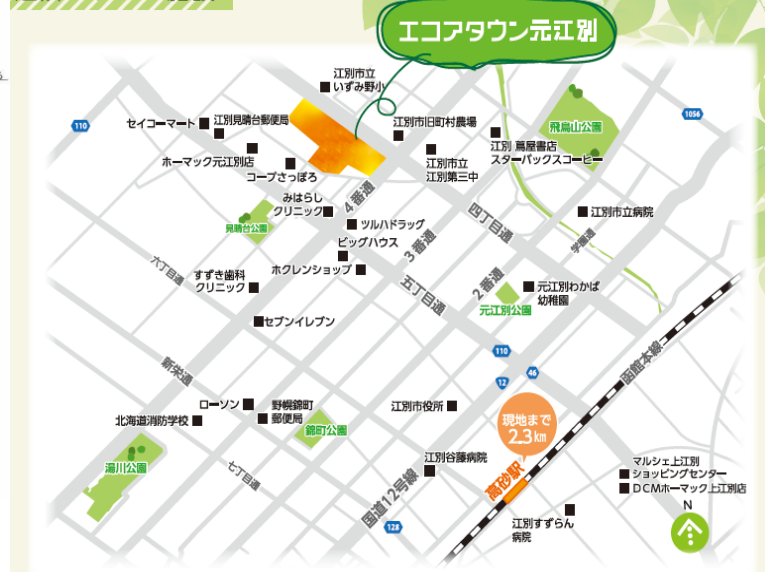 エコアタウン元江別
江別市立
いずみ野小
110
セイコーマート
江別見晴台郵便局
江別市旧町村農場
飛鳥山公園
1056
ホーマック元江別店
コープさっぽろ
江別市立
江別第三中
江別 蔦屋書店
スターバックスコーヒー
みはらし
クリニック
4番通
見晴台公園
ツルハドラッグ
四丁目通
江別市立病院
学園通
ビッグハウス
3番通
六丁目通
すずき歯科
クリニック
ホクレンショップ
五丁目通
2番通
元江別わかば
幼稚園
元江別公園
セブンイレブン
新栄通
110
函館本線
46
12
ローソン
野幌錦町
郵便局
江別市役所
現地まで
2.3km
北海道消防学校
錦町公園
湯川公園
七丁目通
江別谷藤病院
国道12号線
高砂駅
マルシェ上江別
ショッピングセンター
DCMホーマック上江別店
N
128
江別すずらん
病院